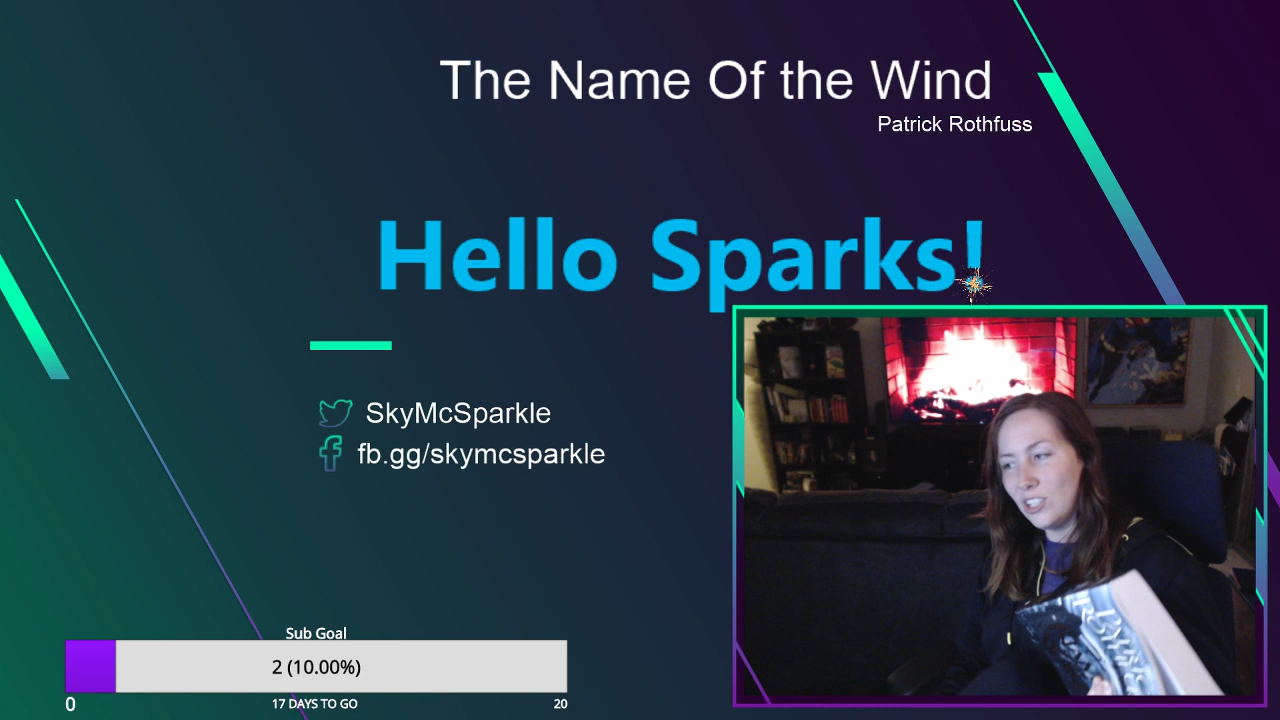 The Name Of the Wind
Patrick Rothfuss
Hello Sparks!
SkyMcSparkle
fb.gg/skymcsparkle
Sub Goal
2 (10.00%)
0
17 DAYS TO GO
20